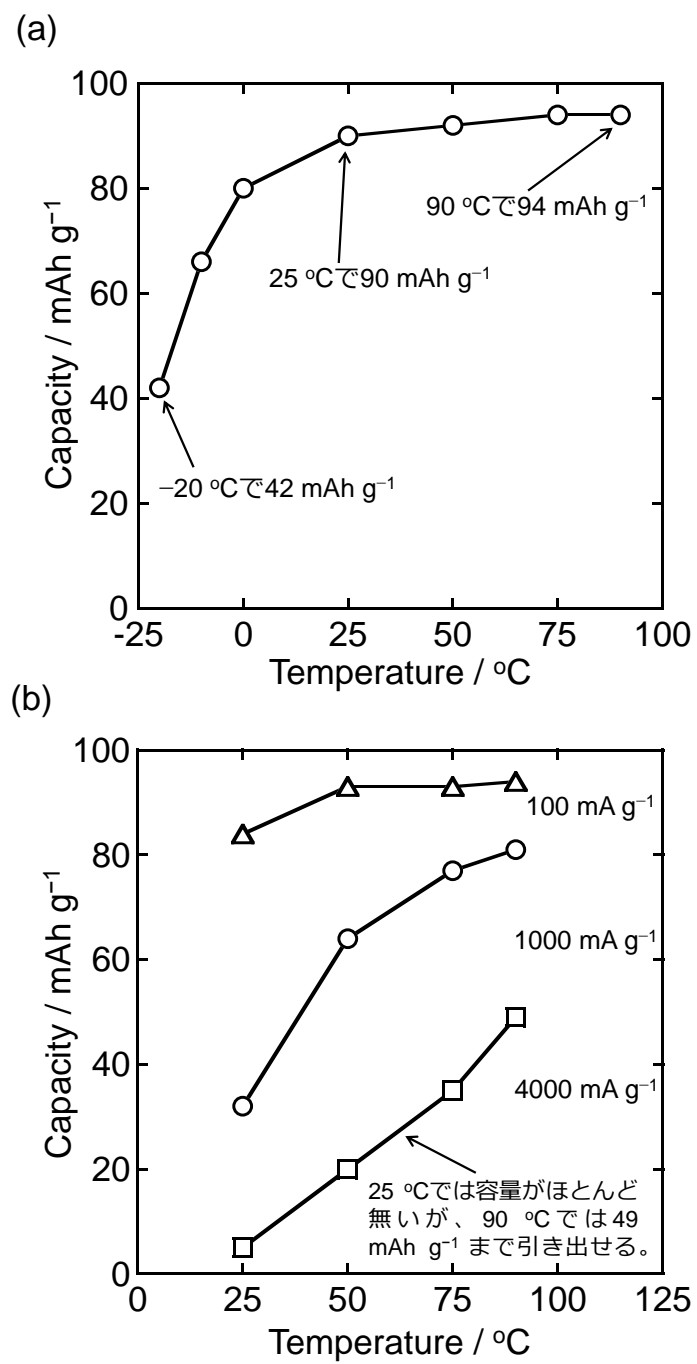 (a)
100
80
60
40
20
0
Capacity / mAh g⁻¹
90 ºCで94 mAh g⁻¹
25 ºCで90 mAh g⁻¹
−20 ºCで42 mAh g⁻¹
-25 0 25 50 75 100
Temperature / ºC
(b)
100
80
60
40
20
0
Capacity / mAh g⁻¹
100 mA g⁻¹
1000 mA g⁻¹
4000 mA g⁻¹
25 ºCでは容量がほとんど
無いが、90 ºCでは49
mAh g⁻¹ まで引き出せる。
0 25 50 75 100 125
Temperature / ºC